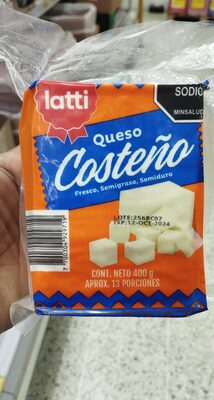 latti
SODIO
MINSALUD
Queso
Costeño
Fresco, Semigraso, Semiduro
LOTE:256BC07
EXP:12-OCT-2024
CONT. NETO 400 g
APROX. 13 PORCIONES